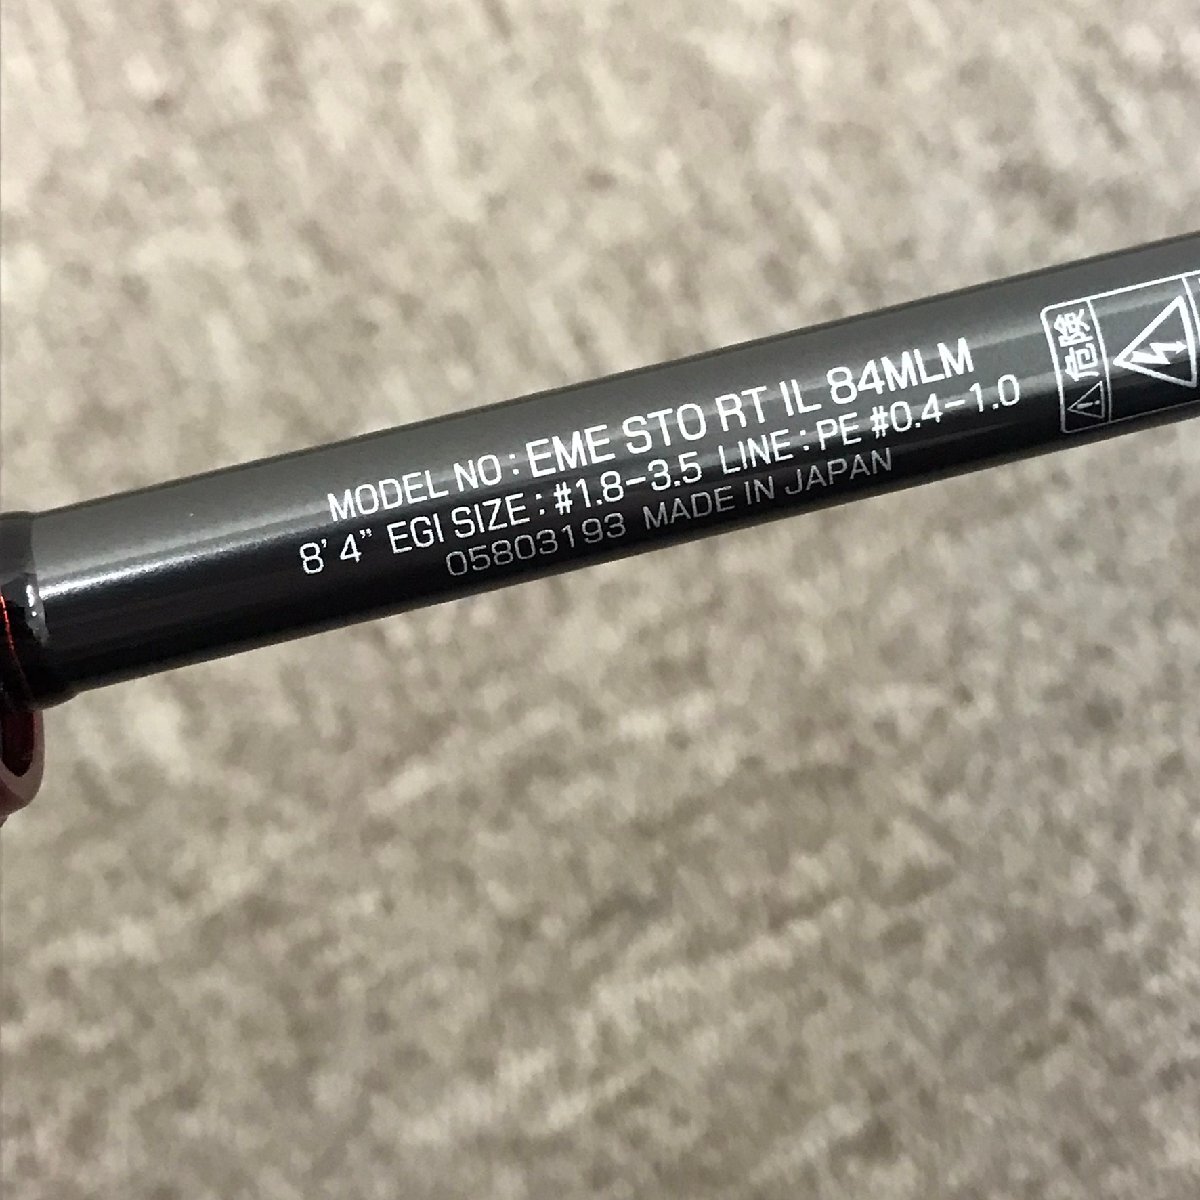 MODEL NO : EME STO RT IL 84MLM
8' 4" EGI SIZE : #1.8-3.5 LINE : PE #0.4-1.0
05803193 MADE IN JAPAN
危険